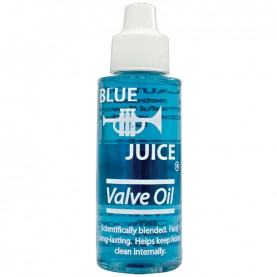 BLUE
JUICE®
Valve Oil
Scientifically blended. Fast,
long-lasting. Helps keep
clean internally.